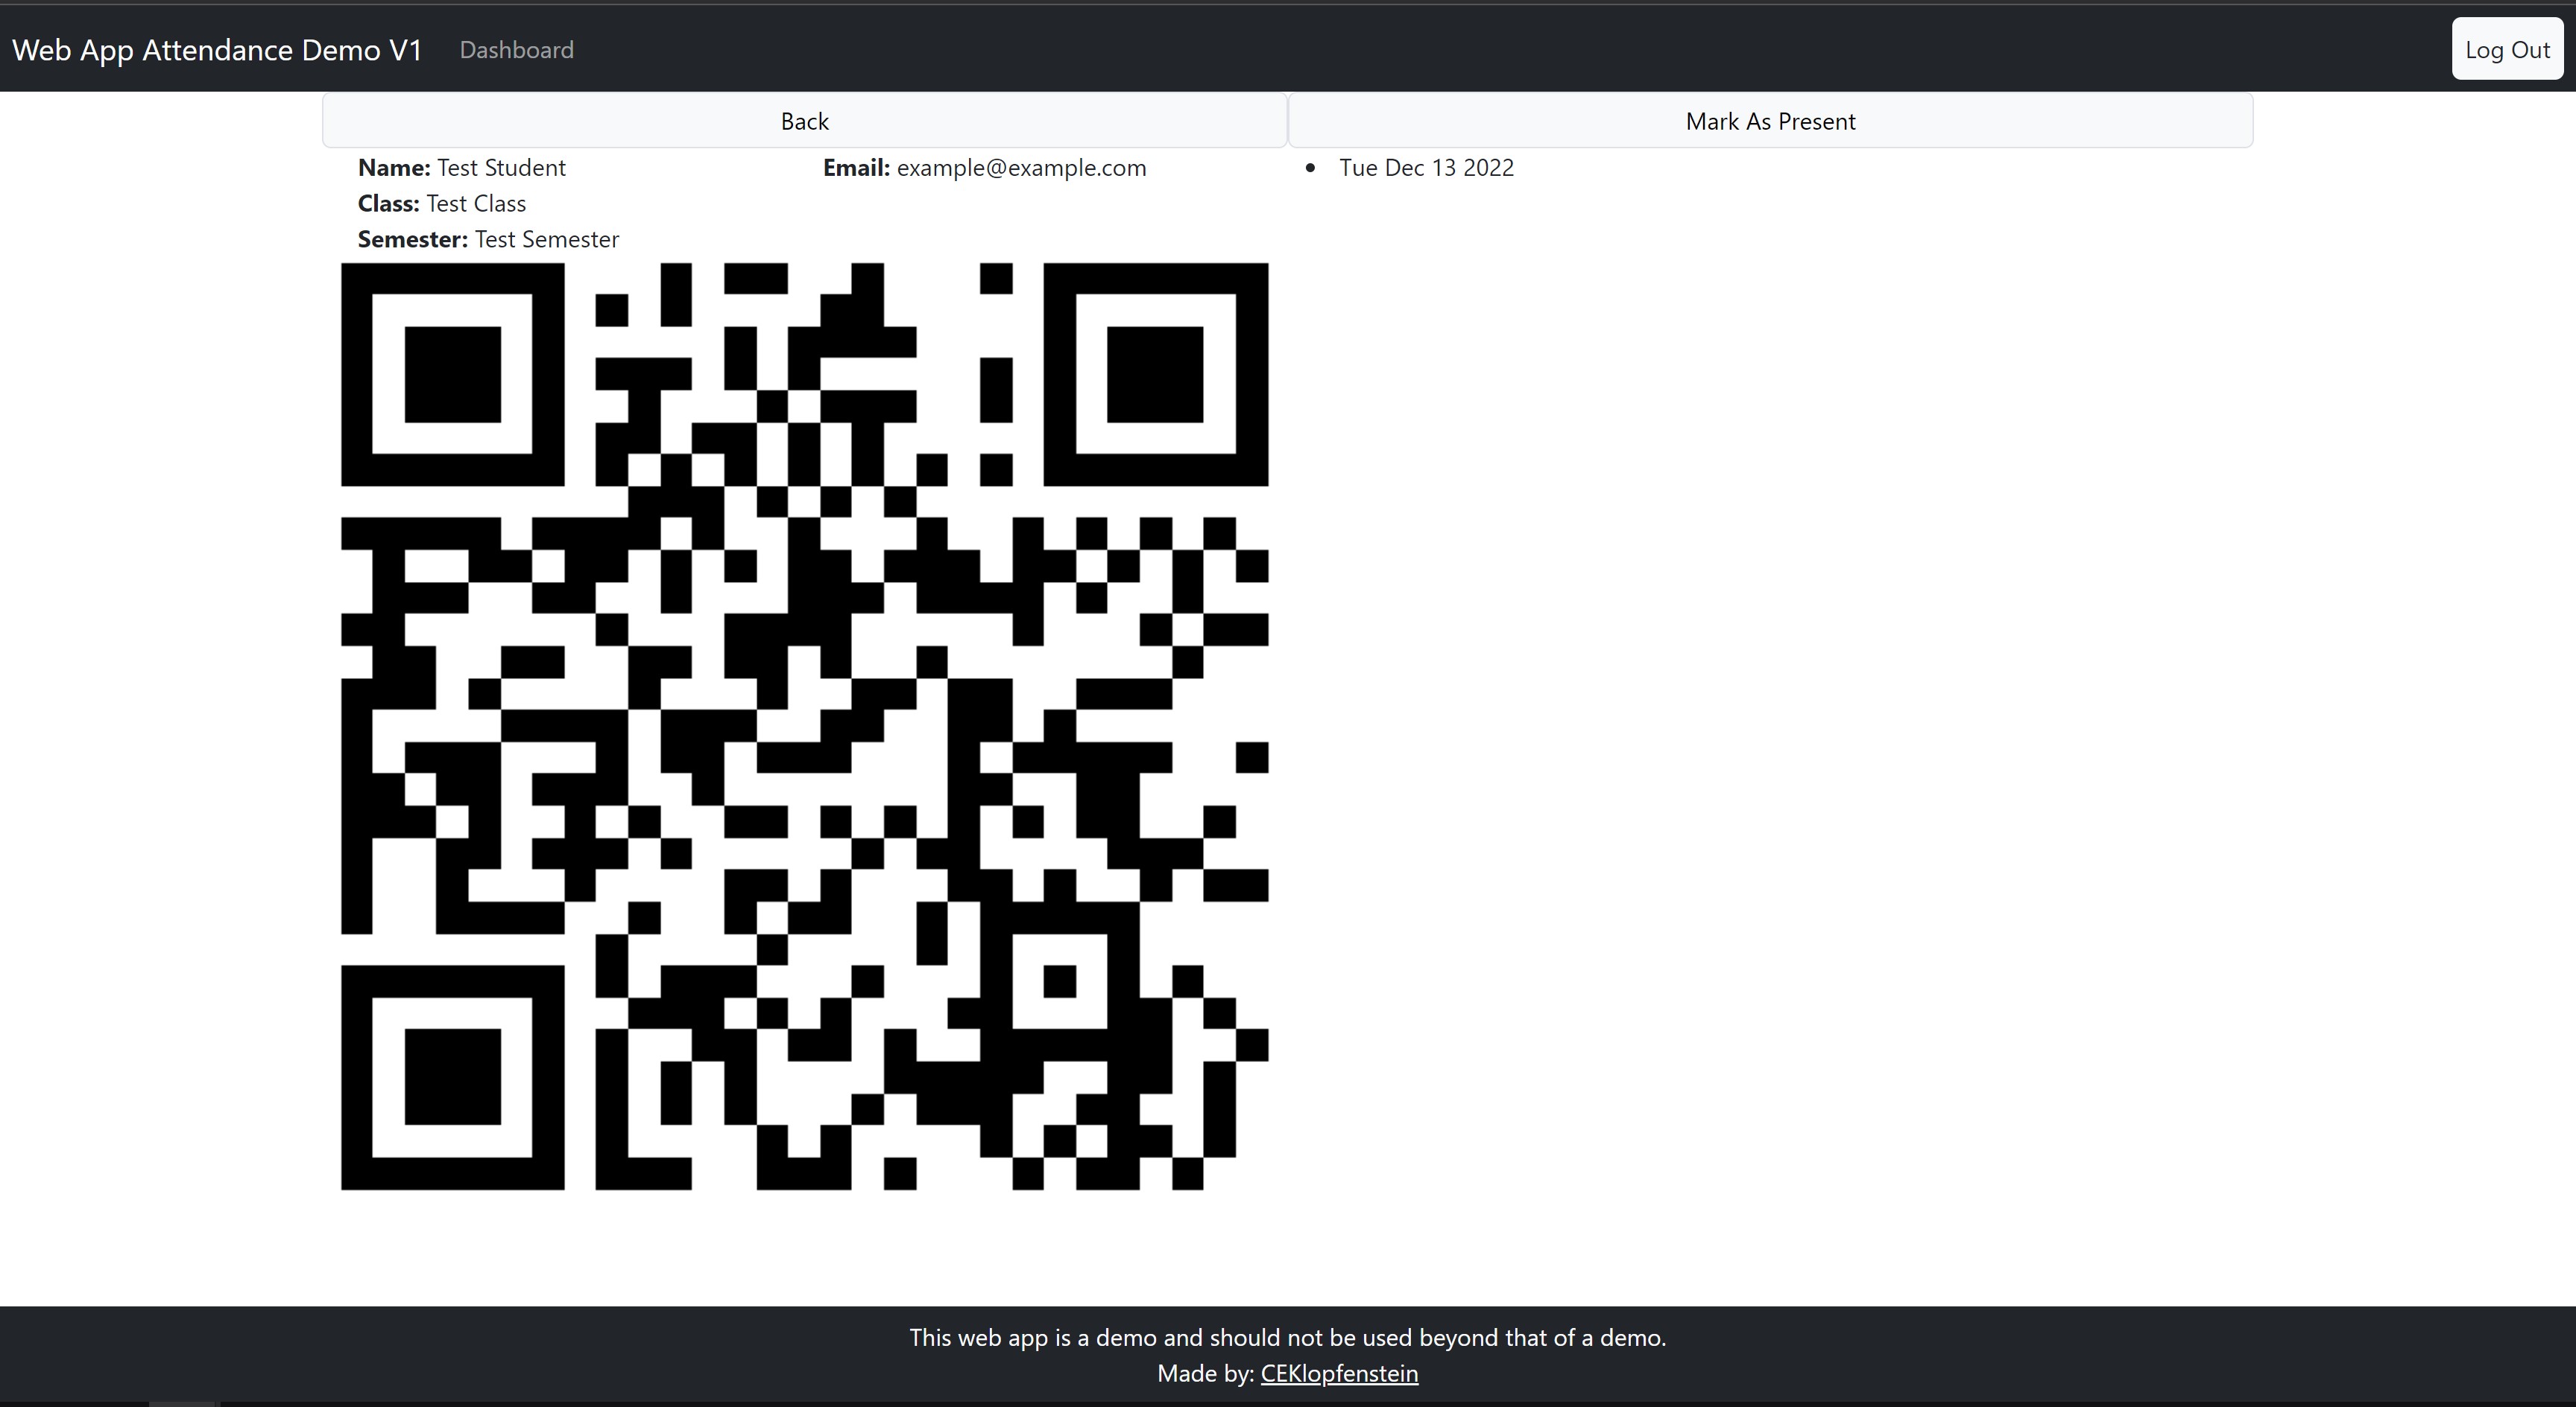 Web App Attendance Demo V1 Dashboard Log Out
Back Mark As Present
Name: Test Student Email: example@example.com • Tue Dec 13 2022
Class: Test Class
Semester: Test Semester
This web app is a demo and should not be used beyond that of a demo.
Made by: CEKlopfenstein